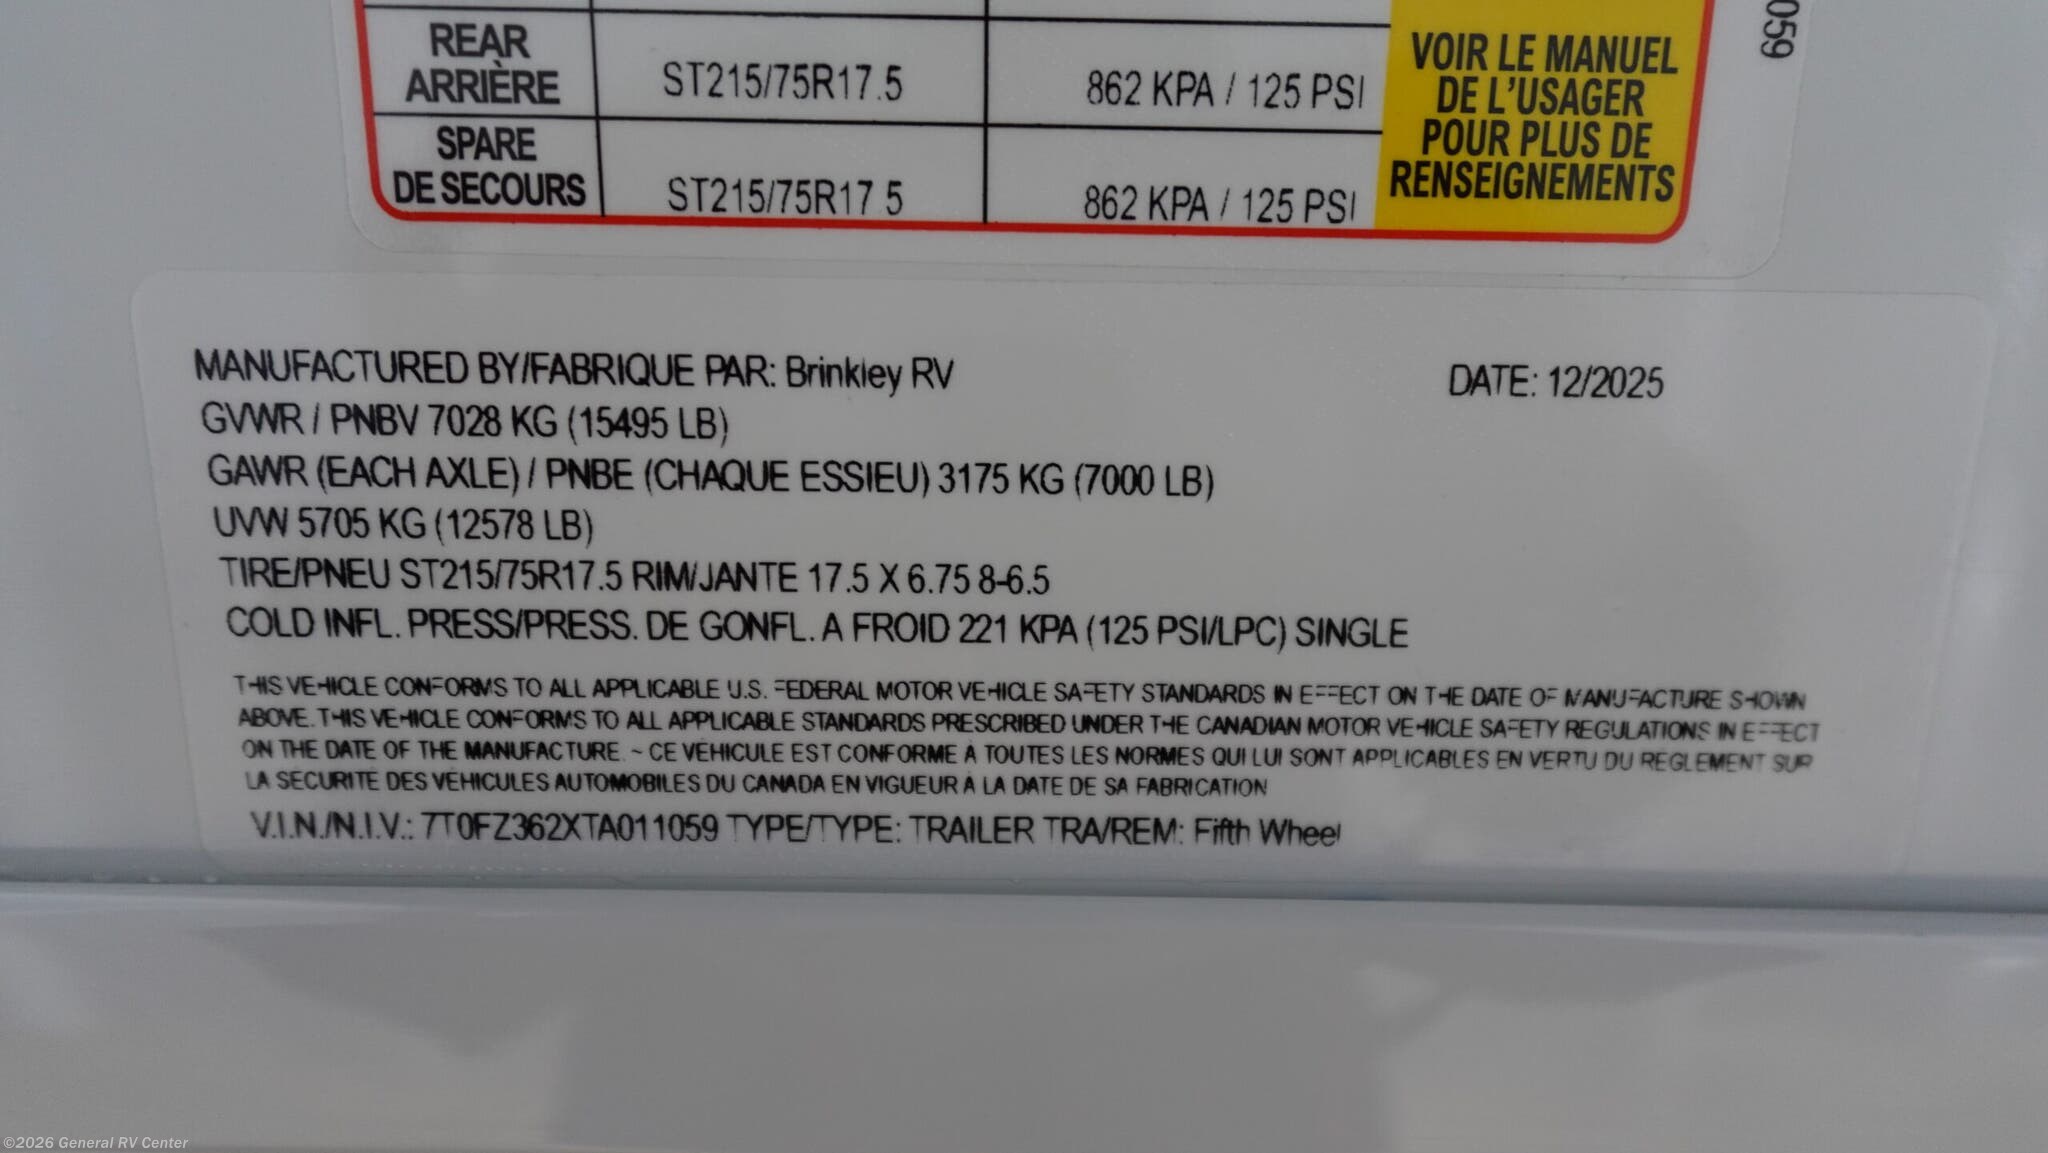 059
REAR
ARRIÈRE
ST215/75R17.5
862 KPA / 125 PSI
SPARE
DE SECOURS
ST215/75R17 5
862 KPA / 125 PSI
VOIR LE MANUEL
DE L'USAGER
POUR PLUS DE
RENSEIGNEMENTS
MANUFACTURED BY/FABRIQUE PAR: Brinkley RV
DATE: 12/2025
GVWR / PNBV 7028 KG (15495 LB)
GAWR (EACH AXLE) / PNBE (CHAQUE ESSIEU) 3175 KG (7000 LB)
UVW 5705 KG (12578 LB)
TIRE/PNEU ST215/75R17.5 RIM/JANTE 17.5 X 6.75 8-6.5
COLD INFL. PRESS/PRESS. DE GONFL. A FROID 221 KPA (125 PSI/LPC) SINGLE
THIS VEHICLE CONFORMS TO ALL APPLICABLE U.S. FEDERAL MOTOR VEHICLE SAFETY STANDARDS IN EFFECT ON THE DATE OF MANUFACTURE SHOWN
ABOVE. THIS VEHICLE CONFORMS TO ALL APPLICABLE STANDARDS PRESCRIBED UNDER THE CANADIAN MOTOR VEHICLE SAFETY REGULATIONS IN EFFECT
ON THE DATE OF THE MANUFACTURE. ~ CE VÉHICULE EST CONFORME À TOUTES LES NORMES QUI LUI SONT APPLICABLES EN VERTU DU RÈGLEMENT SUR
LA SÉCURITÉ DES VÉHICULES AUTOMOBILES DU CANADA EN VIGUEUR À LA DATE DE SA FABRICATION
V.I.N./N.I.V.: 7T0FZ362XTA011059 TYPE/TYPE: TRAILER TRA/REM: Fifth Wheel
©2026 General RV Center